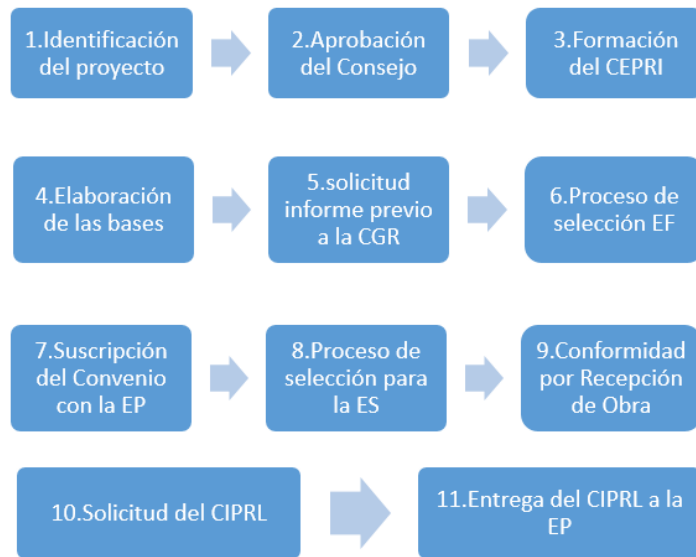 1.Identificación
del proyecto
2.Aprobación
del Consejo
3.Formación
del CEPRI
4.Elaboración
de las bases
5.solicitud
informe previo
a la CGR
6.Proceso de
selección EF
7.Suscripción
del Convenio
con la EP
8.Proceso de
selección para
la ES
9.Conformidad
por Recepción
de Obra
10.Solicitud del CIPRL
11.Entrega del CIPRL a la
EP